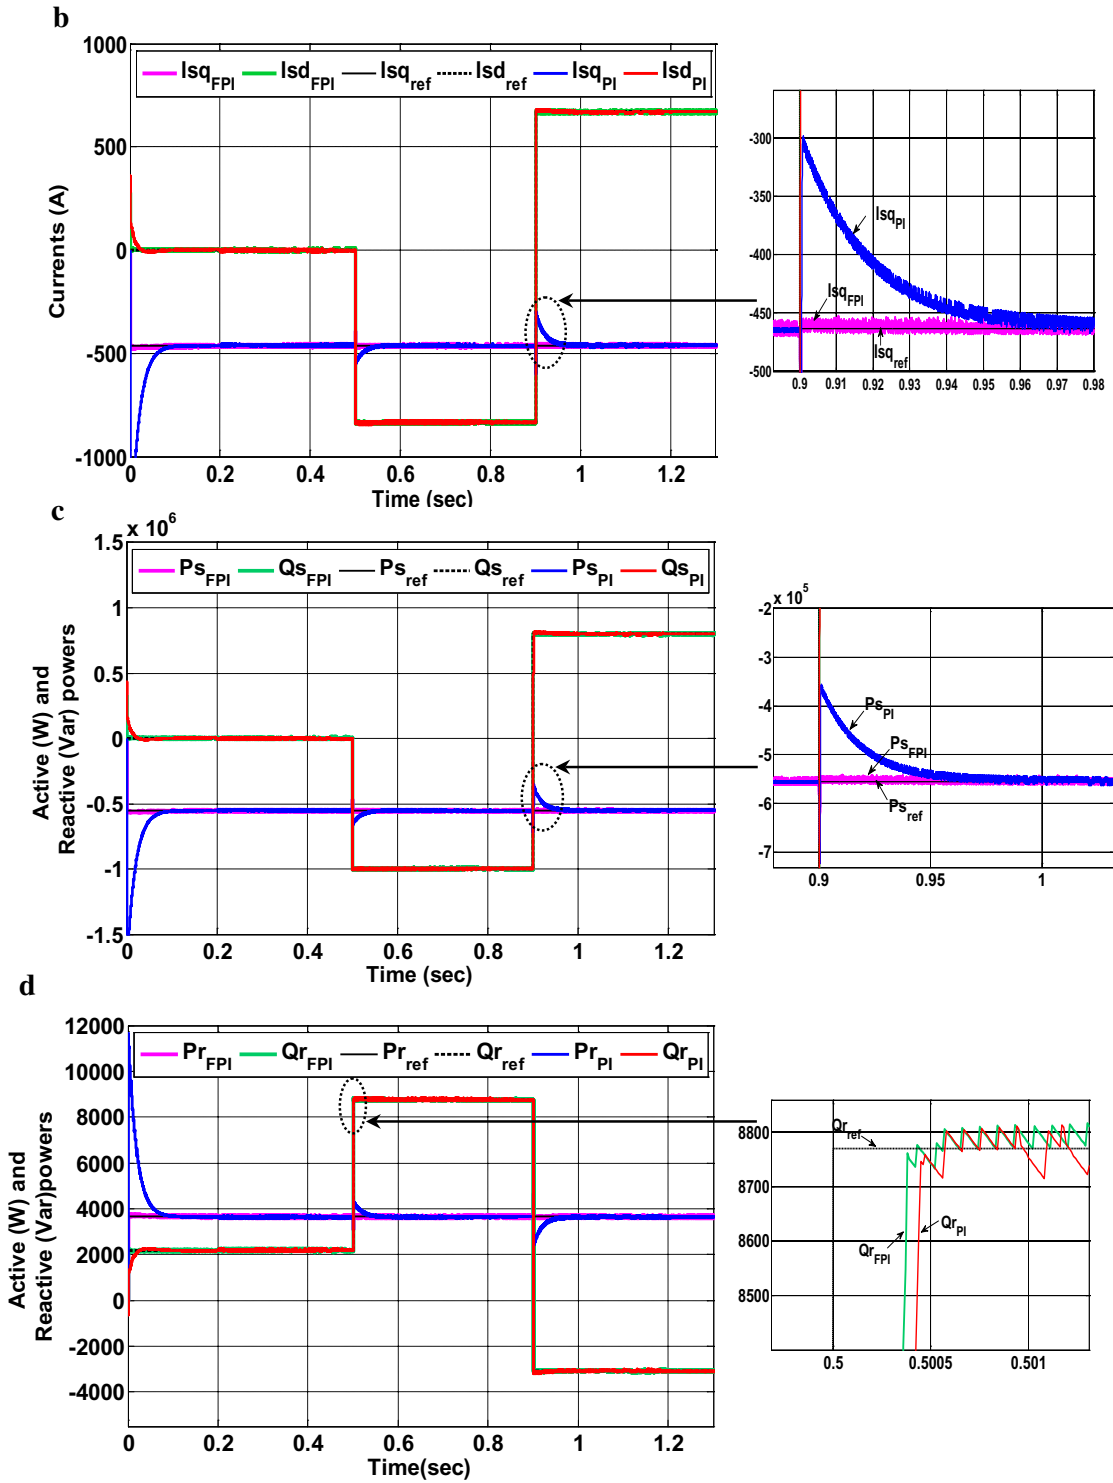 b
1000
500
0
-500
-1000
Currents (A)
Isq_FPI Isd_FPI Isq_ref Isd_ref Isq_PI Isd_PI
0 0.2 0.4 0.6 0.8 1 1.2
Time (sec)
-300
-350
-400
-450
-500
Isq_PI
Isq_FPI
Isq_ref
0.9 0.91 0.92 0.93 0.94 0.95 0.96 0.97 0.98
c
x 10^6
1.5
1
0.5
0
-0.5
-1
-1.5
Active (W) and
Reactive (Var) powers
Ps_FPI Qs_FPI Ps_ref Qs_ref Ps_PI Qs_PI
0 0.2 0.4 0.6 0.8 1 1.2
Time (sec)
x 10^5
-2
-3
-4
-5
-6
-7
Ps_PI
Ps_FPI
Ps_ref
0.9 0.95 1
d
12000
10000
8000
6000
4000
2000
0
-2000
-4000
Active (W) and
Reactive (Var)powers
Pr_FPI Qr_FPI Pr_ref Qr_ref Pr_PI Qr_PI
0 0.2 0.4 0.6 0.8 1 1.2
Time(sec)
8800
8700
8600
8500
Qr_ref
Qr_PI
Qr_FPI
0.5 0.5005 0.501